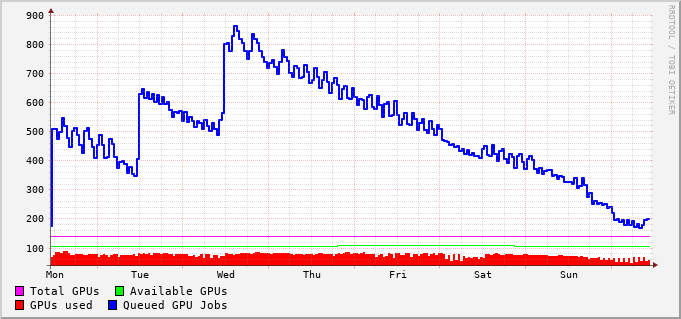 900
800
700
600
500
400
300
200
100
Mon Tue Wed Thu Fri Sat Sun
Total GPUs Available GPUs
GPUs used Queued GPU Jobs
RRDTOOL / TOBI OETIKER